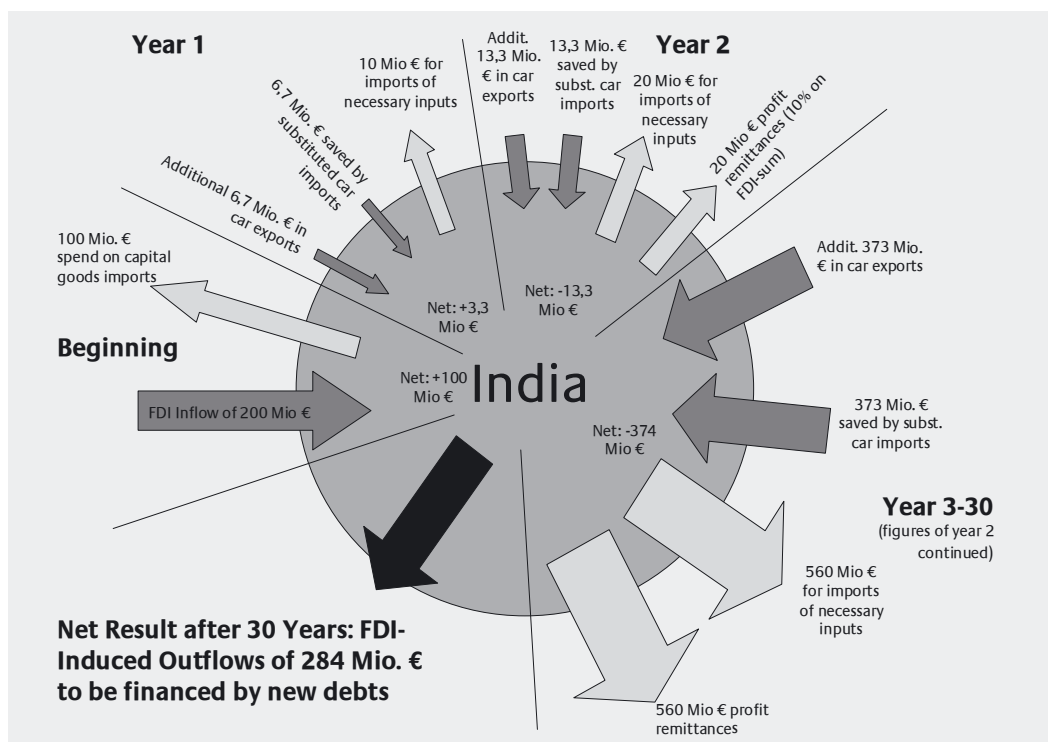 Year 1
10 Mio € for
imports of
necessary inputs
6,7 Mio. € saved by
substituted car
imports
Additional 6,7 Mio. € in
car exports
100 Mio. €
spend on capital
goods imports
Beginning
FDI Inflow of 200 Mio €
Net: +100
Mio €
Net: +3,3
Mio €
India
Addit.
13,3 Mio.
€ in car
exports
13,3 Mio. €
saved by
subst. car
imports
Year 2
20 Mio € for
imports of
necessary
inputs
20 Mio € profit
remittances (10% on
FDI-sum)
Net: -13,3
Mio €
Addit. 373 Mio.
€ in car exports
373 Mio. €
saved by subst.
car imports
Net: -374
Mio €
Year 3-30
(figures of year 2
continued)
560 Mio €
for imports
of necessary
inputs
560 Mio € profit
remittances
Net Result after 30 Years: FDI-
Induced Outflows of 284 Mio. €
to be financed by new debts